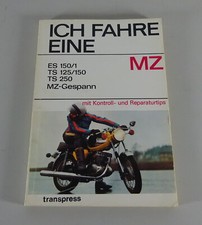 ICH FAHRE
EINE
MZ
ES 150/1
TS 125/150
TS 250
MZ-Gespann
mit Kontroll- und Reparaturtips
transpress